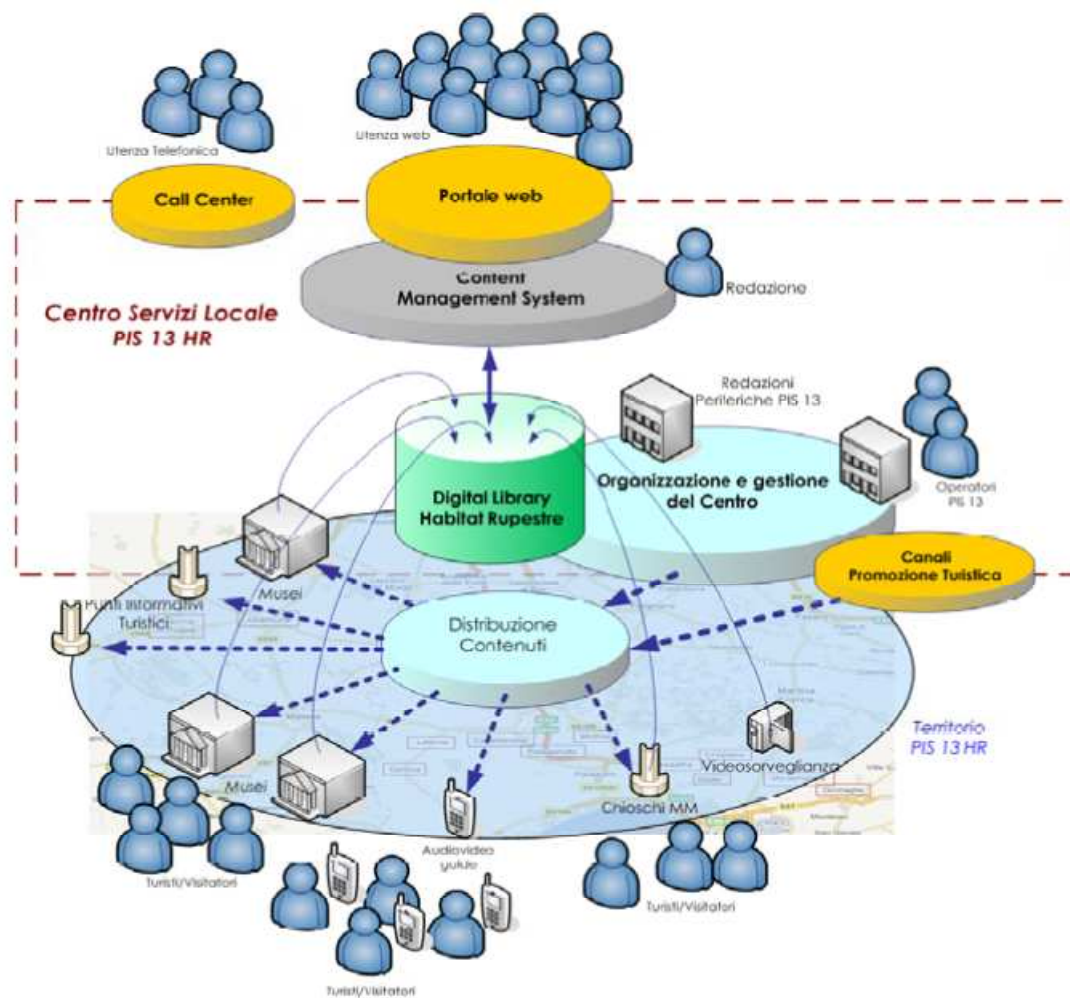 Utenza Telefonica
Utenza web
Call Center
Portale web
Content
Management System
Redazione
Centro Servizi Locale
PIS 13 HR
Redazioni
Periferiche PIS 13
Digital Library
Habitat Rupestre
Organizzazione e gestione
del Centro
Operatori
PIS 13
Canali
Promozione Turistica
Musei
Punti Informativi
Turistici
Distribuzione
Contenuti
Territorio
PIS 13 HR
Videosorveglianza
Musei
Chioschi MM
Audiovideo
guide
Turisti/Visitatori
Turisti/Visitatori
Turisti/Visitatori